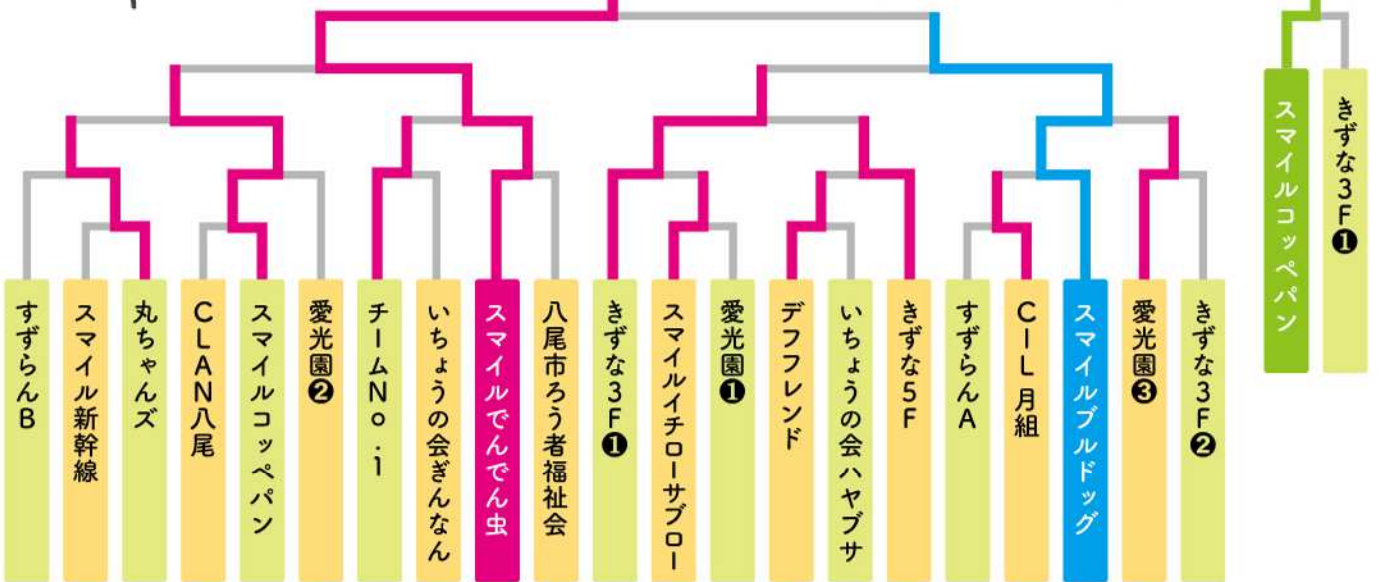 すずらんB
スマイル新幹線
丸ちゃんズ
CLAN八尾
スマイルコッペパン
愛光園❷
チームNo.1
いちょうの会ぎんなん
スマイルでんでん虫
八尾市ろう者福祉会
きずな3F❶
スマイルイチローサブロー
愛光園❶
デフフレンド
いちょうの会ハヤブサ
きずな5F
すずらんA
CIL月組
スマイルブルドッグ
愛光園❸
きずな3F❷
スマイルコッペパン
きずな3F❶